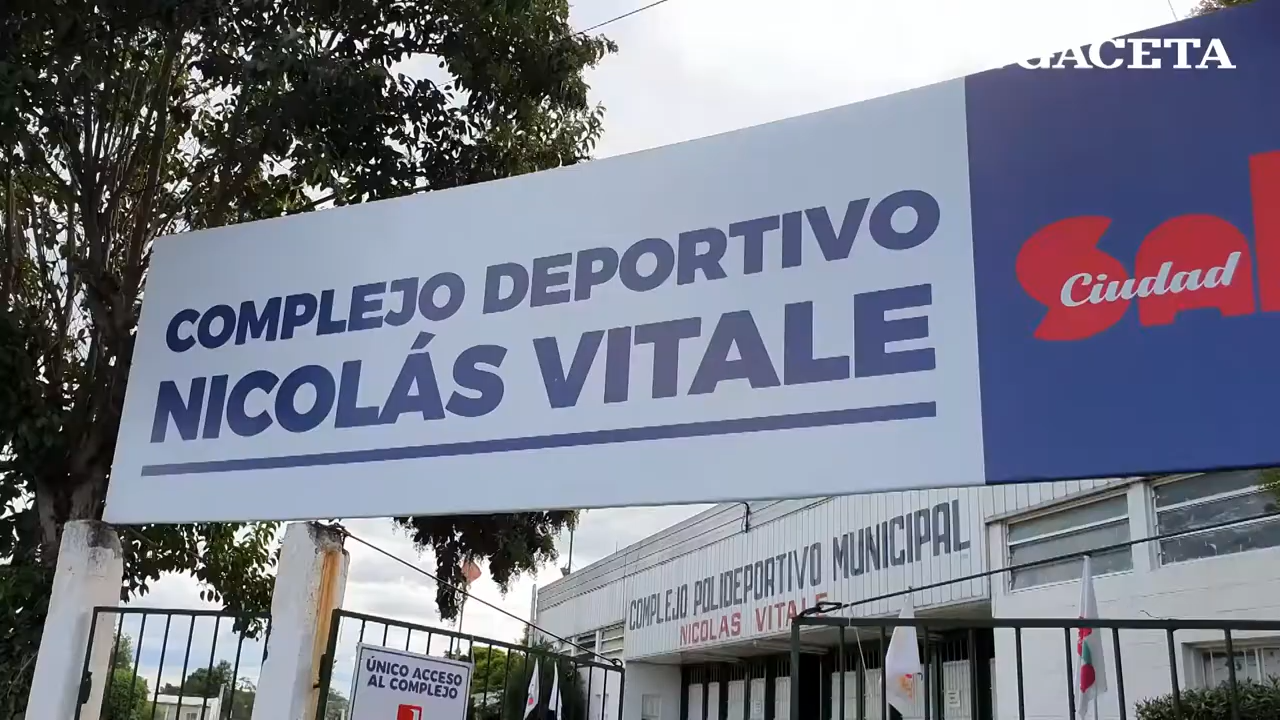 GACETA
COMPLEJO DEPORTIVO
NICOLÁS VITALE
Ciudad
COMPLEJO POLIDEPORTIVO MUNICIPAL
NICOLAS VITALE
ÚNICO ACCESO
AL COMPLEJO